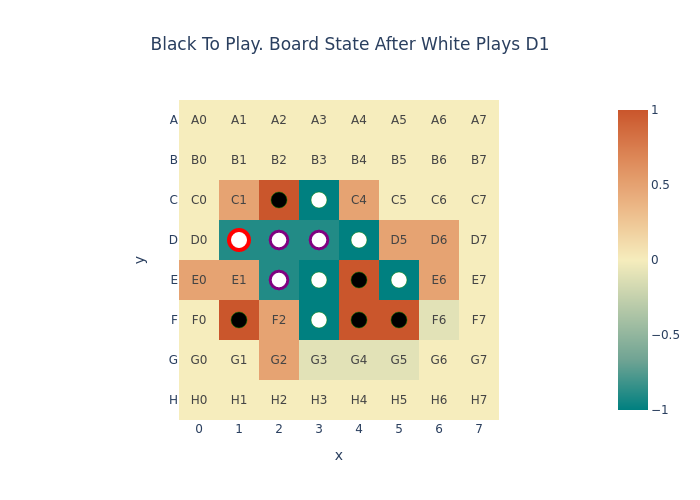 Black To Play. Board State After White Plays D1
A A0 A1 A2 A3 A4 A5 A6 A7
B B0 B1 B2 B3 B4 B5 B6 B7
C C0 C1 C4 C5 C6 C7
D D0 D5 D6 D7
E E0 E1 E6 E7
F F0 F2 F6 F7
G G0 G1 G2 G3 G4 G5 G6 G7
H H0 H1 H2 H3 H4 H5 H6 H7
0 1 2 3 4 5 6 7
x
y
1
0.5
0
−0.5
−1